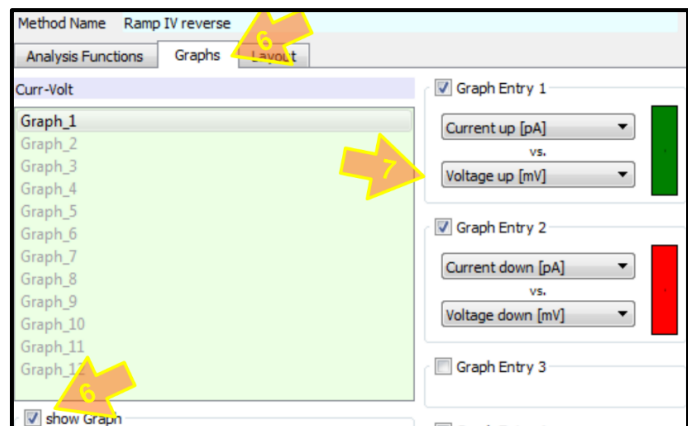 Method Name Ramp IV reverse
6
Analysis Functions Graphs Layout
Curr-Volt
Graph_1
Graph_2
Graph_3
Graph_4
Graph_5
Graph_6
Graph_7
Graph_8
Graph_9
Graph_10
Graph_11
Graph_12
6
show Graph
Graph Entry 1
Current up [pA]
vs.
7
Voltage up [mV]
Graph Entry 2
Current down [pA]
vs.
Voltage down [mV]
Graph Entry 3